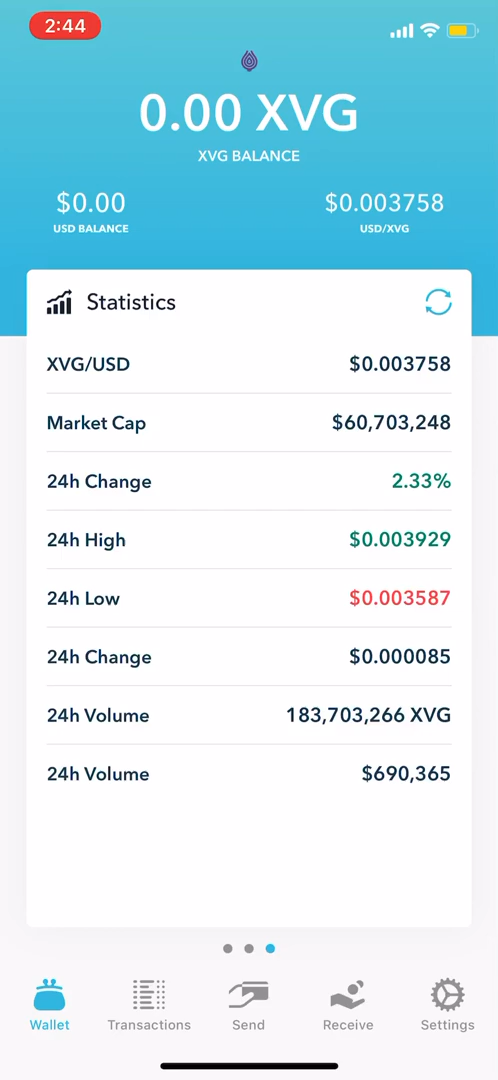 2:44
0.00 XVG
XVG BALANCE
$0.00 $0.003758
USD BALANCE USD/XVG
Statistics
XVG/USD $0.003758
Market Cap $60,703,248
24h Change 2.33%
24h High $0.003929
24h Low $0.003587
24h Change $0.000085
24h Volume 183,703,266 XVG
24h Volume $690,365
Wallet Transactions Send Receive Settings